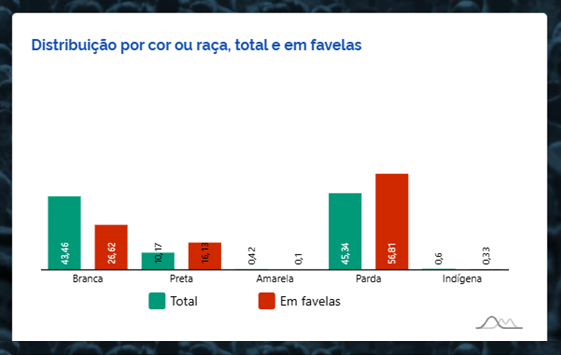 Distribuição por cor ou raça, total e em favelas
43,46 26,62 10,17 16,13 0,42 0,1 45,34 56,81 0,6 0,33
Branca Preta Amarela Parda Indígena
Total Em favelas